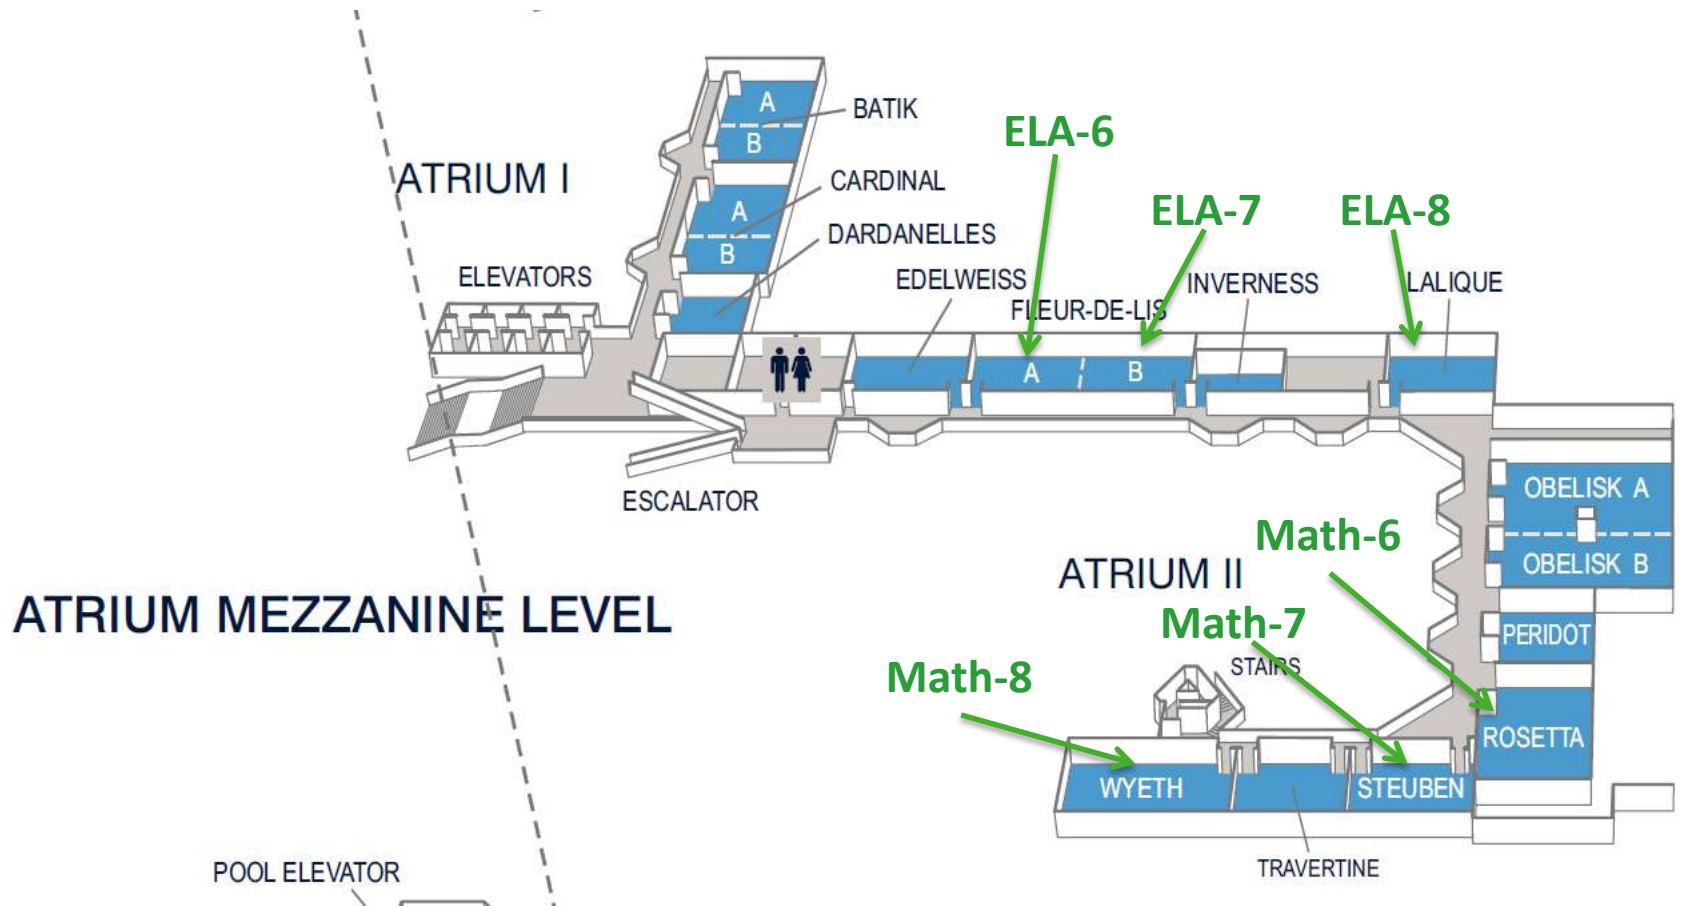 A
BATIK
B
ELA-6
ATRIUM I
CARDINAL
A
ELA-7
ELA-8
B
DARDANELLES
ELEVATORS
EDELWEISS
INVERNESS
LALIQUE
FLEUR-DE-LIS
A
B
ESCALATOR
OBELISK A
Math-6
OBELISK B
ATRIUM II
ATRIUM MEZZANINE LEVEL
Math-7
PERIDOT
STAIRS
Math-8
ROSETTA
WYETH
STEUBEN
TRAVERTINE
POOL ELEVATOR